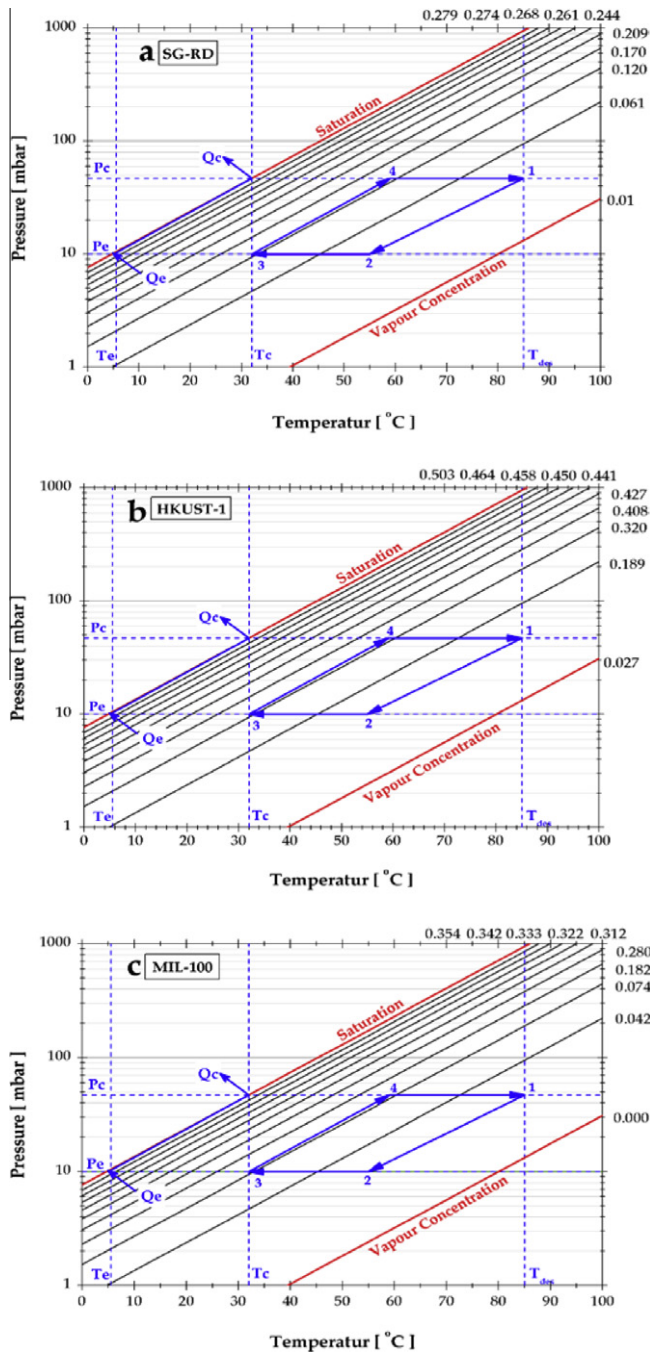 0.279 0.274 0.268 0.261 0.244
1000
a SG-RD
0.209
0.170
0.120
0.061
Saturation
100
Qc
Pc
4
1
0.01
Pressure [ mbar ]
Pe
10
3
2
Qe
Vapour Concentration
Te
Tc
T des
1
0 10 20 30 40 50 60 70 80 90 100
Temperatur [ °C ]
0.503 0.464 0.458 0.450 0.441
1000
b HKUST-1
0.427
0.408
0.320
0.189
Saturation
100
Qc
Pc
4
1
0.027
Pressure [ mbar ]
Pe
10
3
2
Qe
Vapour Concentration
Te
Tc
T des
1
0 10 20 30 40 50 60 70 80 90 100
Temperatur [ °C ]
0.354 0.342 0.333 0.322 0.312
1000
c MIL-100
0.280
0.182
0.074
0.042
Saturation
100
Qc
Pc
4
1
0.000
Pressure [ mbar ]
Pe
10
3
2
Qe
Vapour Concentration
Te
Tc
T des
1
0 10 20 30 40 50 60 70 80 90 100
Temperatur [ °C ]